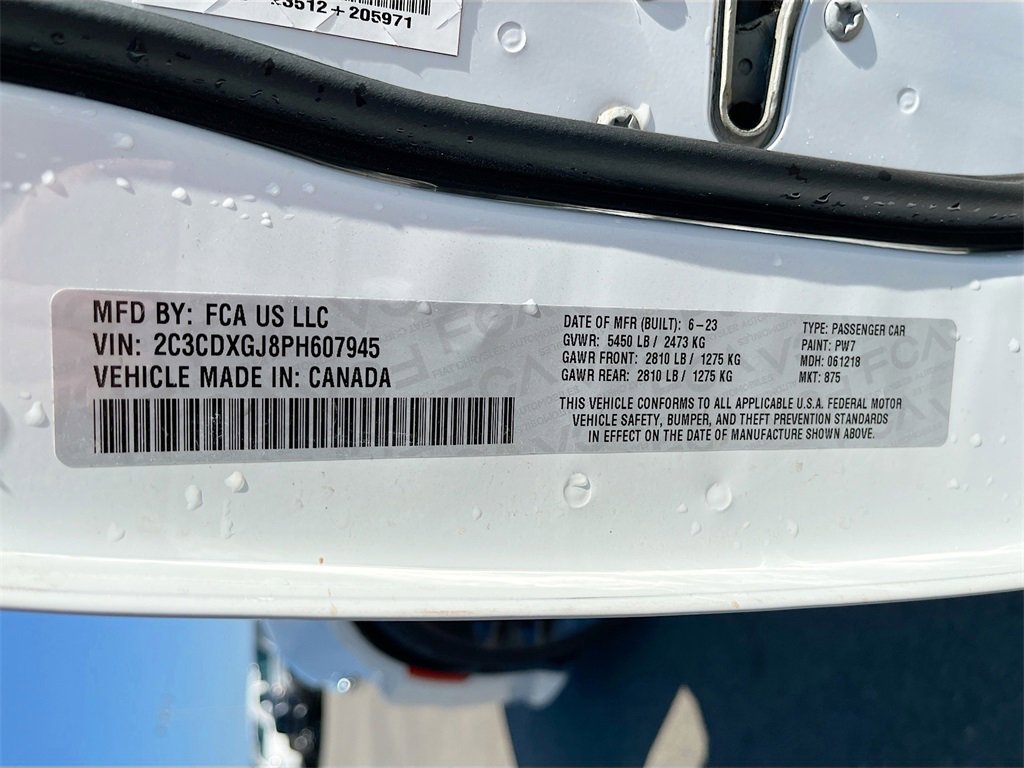 3512+205971
MFD BY: FCA US LLC
VIN: 2C3CDXGJ8PH607945
VEHICLE MADE IN: CANADA
DATE OF MFR (BUILT): 6-23
GVWR: 5450 LB / 2473 KG
GAWR FRONT: 2810 LB / 1275 KG
GAWR REAR: 2810 LB / 1275 KG
TYPE: PASSENGER CAR
PAINT: PW7
MDH: 061218
MKT: 875
THIS VEHICLE CONFORMS TO ALL APPLICABLE U.S.A. FEDERAL MOTOR
VEHICLE SAFETY, BUMPER, AND THEFT PREVENTION STANDARDS
IN EFFECT ON THE DATE OF MANUFACTURE SHOWN ABOVE.